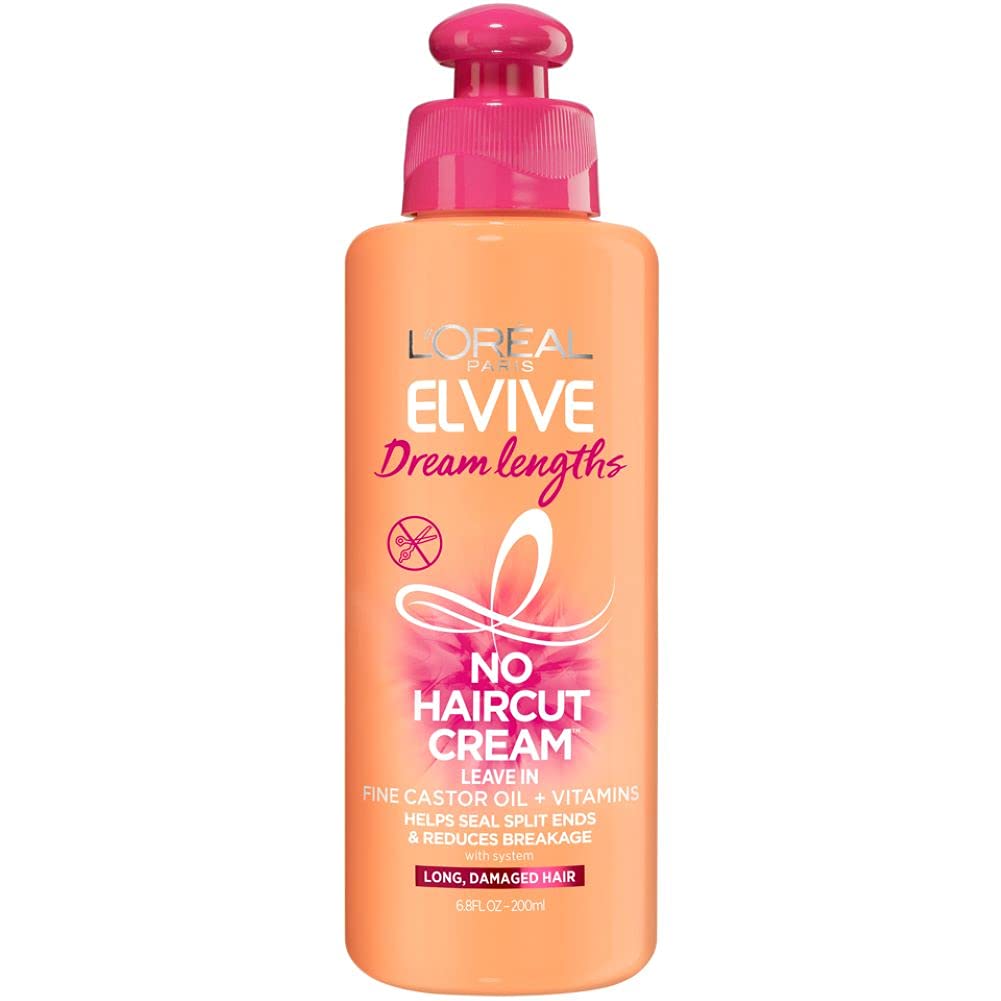 L'ORÉAL
PARIS
ELVIVE
Dream lengths
NO
HAIRCUT
CREAM™
LEAVE IN
FINE CASTOR OIL + VITAMINS
HELPS SEAL SPLIT ENDS
& REDUCES BREAKAGE
with system
LONG, DAMAGED HAIR
6.8FL OZ-200ml